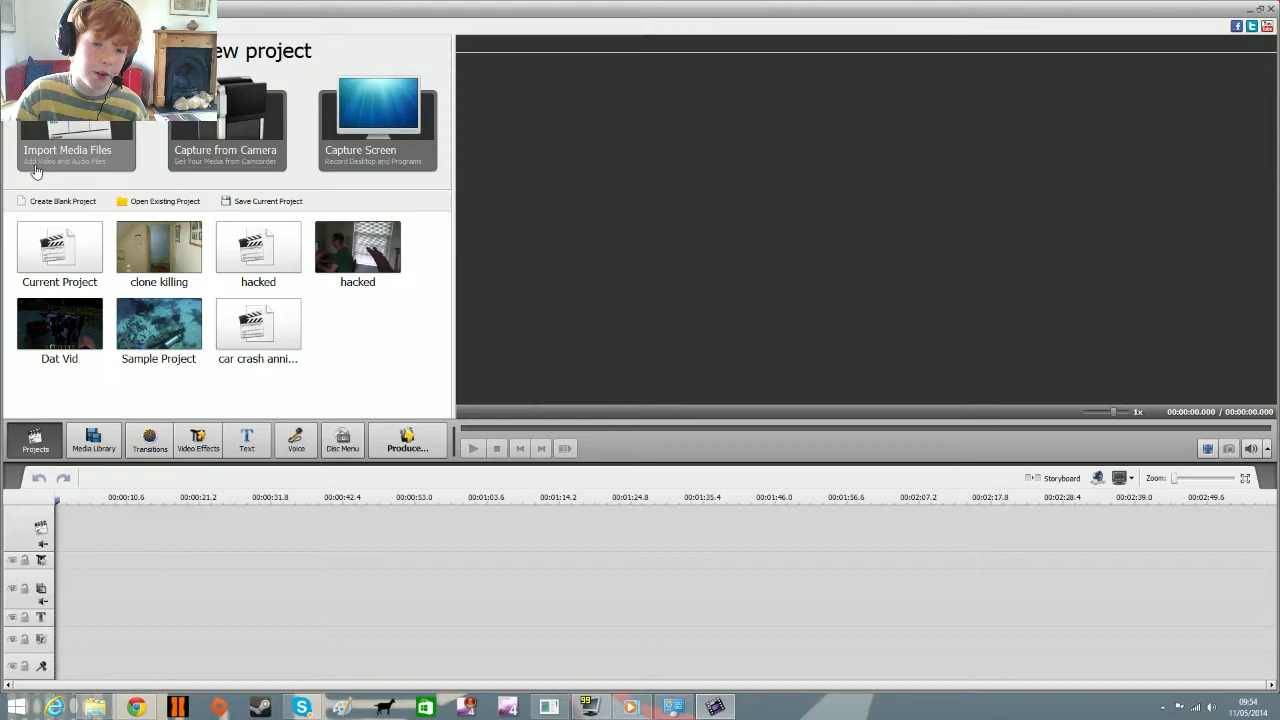 ew project
Import Media Files
Add Video and Audio Files
Capture from Camera
Get Your Media from Camcorder
Capture Screen
Record Desktop and Programs
Create Blank Project
Open Existing Project
Save Current Project
Current Project
clone killing
hacked
hacked
Dat Vid
Sample Project
car crash anni...
1x
00:00:00.000 / 00:00:00.000
Projects
Media Library
Transitions
Video Effects
Text
Voice
Disc Menu
Produce...
Storyboard
Zoom:
00:00:10.6 00:00:21.2 00:00:31.8 00:00:42.4 00:00:53.0 00:01:03.6 00:01:14.2 00:01:24.8 00:01:35.4 00:01:46.0 00:01:56.6 00:02:07.2 00:02:17.8 00:02:28.4 00:02:39.0 00:02:49.6
99
09:54
11/05/2014